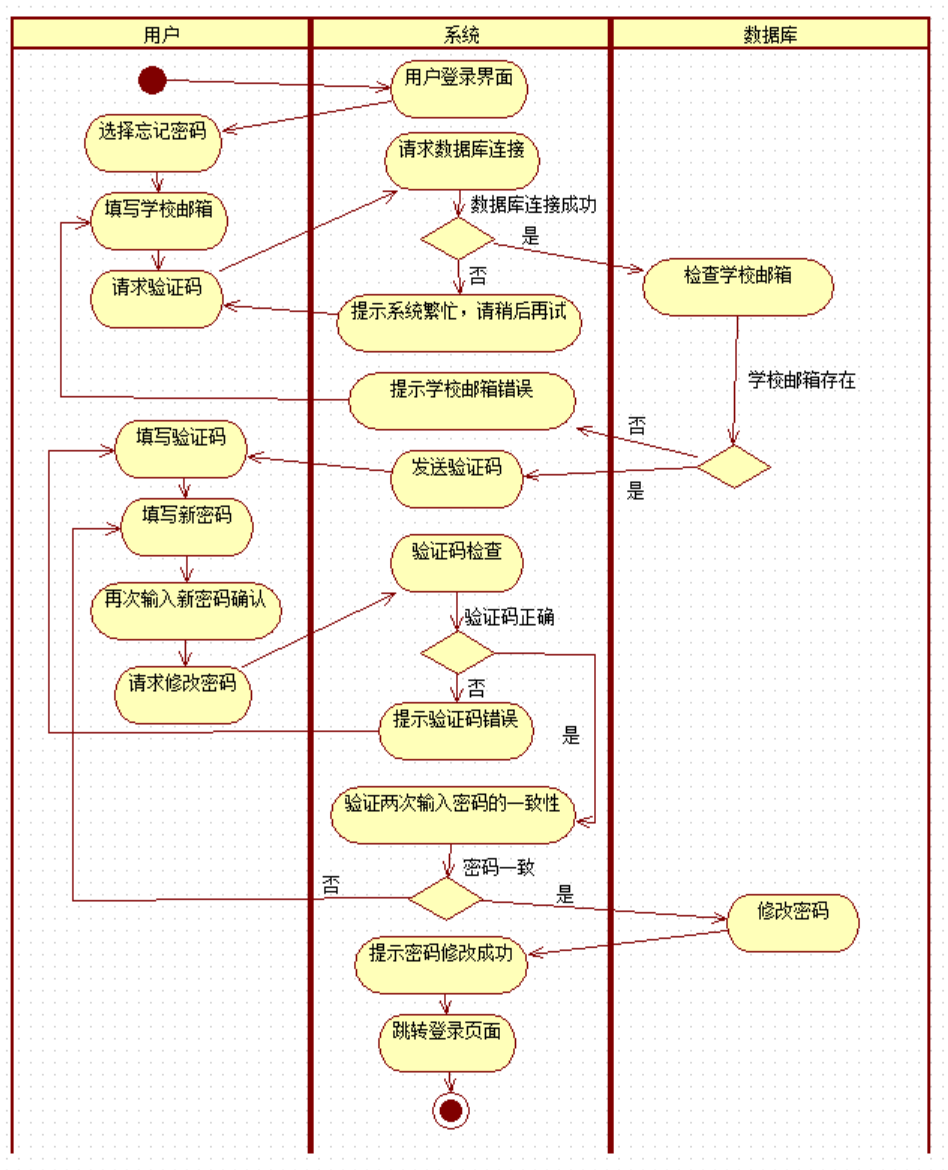 用户
系统
数据库
用户登录界面
选择忘记密码
请求数据库连接
填写学校邮箱
数据库连接成功
是
请求验证码
否
检查学校邮箱
提示系统繁忙，请稍后再试
学校邮箱存在
提示学校邮箱错误
否
填写验证码
发送验证码
是
填写新密码
验证码检查
再次输入新密码确认
验证码正确
请求修改密码
否
提示验证码错误
是
验证两次输入密码的一致性
密码一致
否
是
修改密码
提示密码修改成功
跳转登录页面